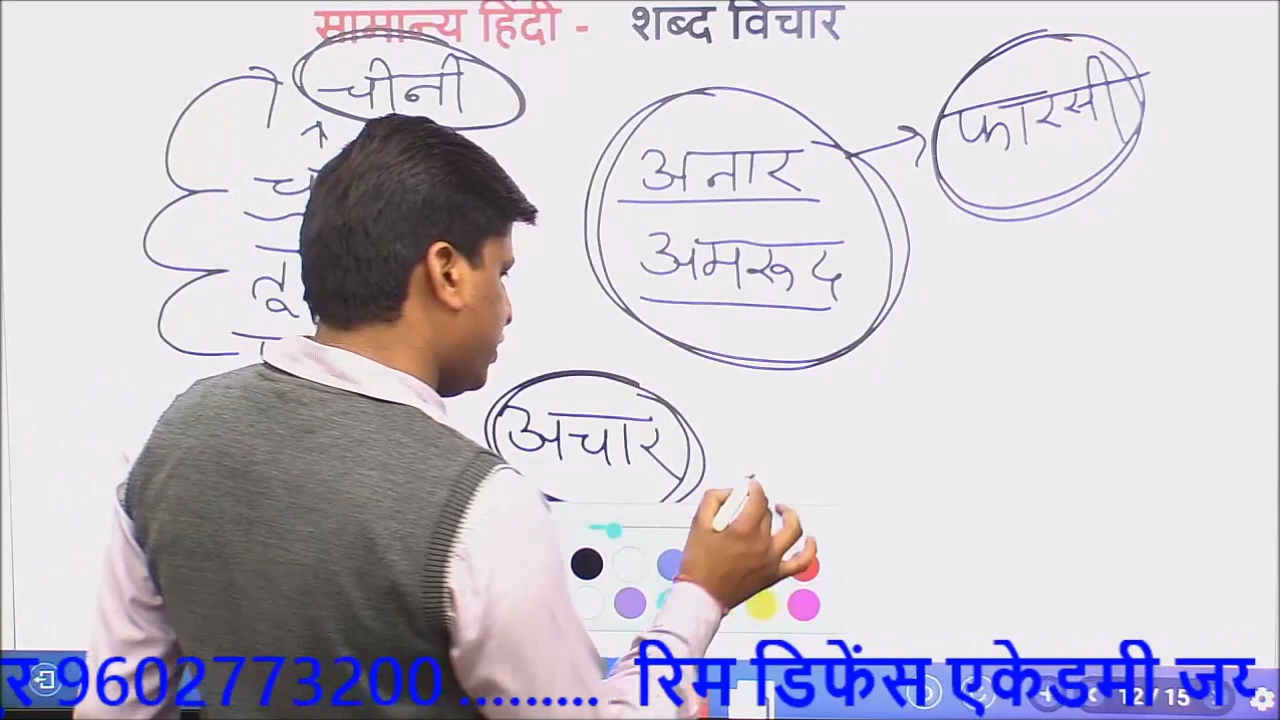 सामान्य हिंदी - शब्द विचार
चीनी
फारसी
अनार
अमरूद
अचार
9602773200 ......... रिम डिफेंस एकेडमी जय
12 / 15